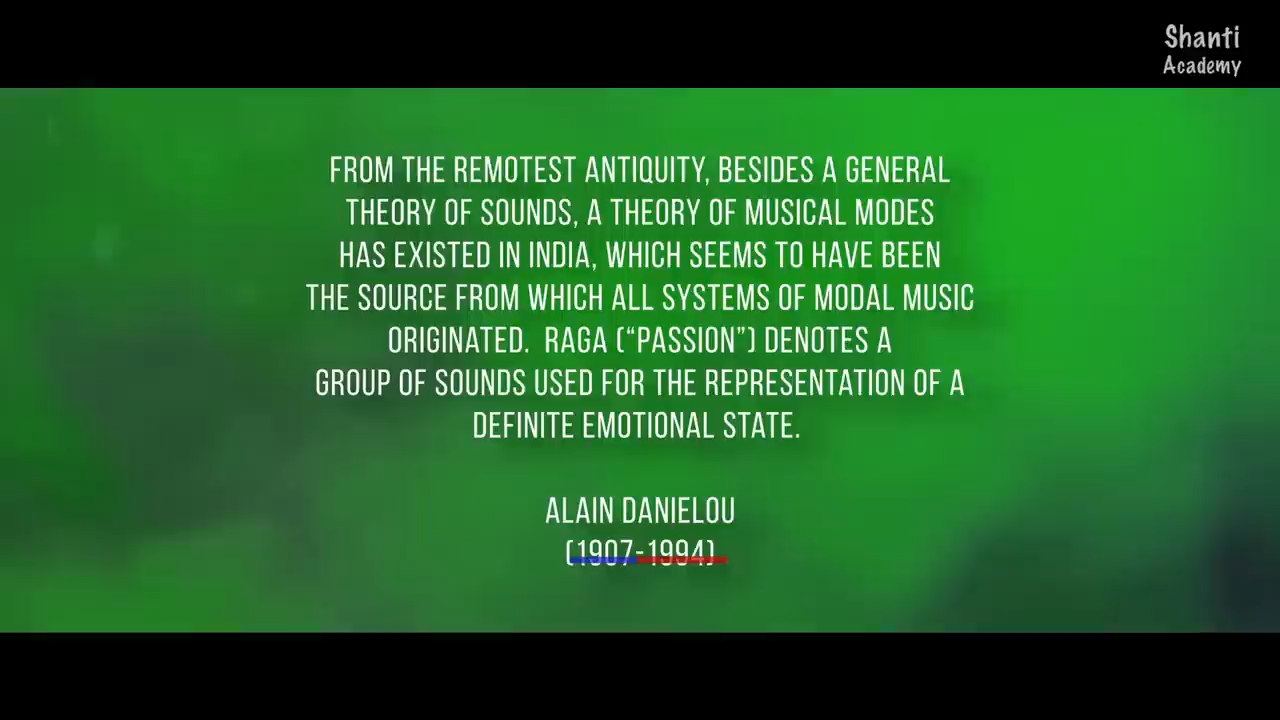 Shanti
Academy
FROM THE REMOTEST ANTIQUITY, BESIDES A GENERAL
THEORY OF SOUNDS, A THEORY OF MUSICAL MODES
HAS EXISTED IN INDIA, WHICH SEEMS TO HAVE BEEN
THE SOURCE FROM WHICH ALL SYSTEMS OF MODAL MUSIC
ORIGINATED. RAGA (“PASSION”) DENOTES A
GROUP OF SOUNDS USED FOR THE REPRESENTATION OF A
DEFINITE EMOTIONAL STATE.
ALAIN DANIELOU
(1907-1994)